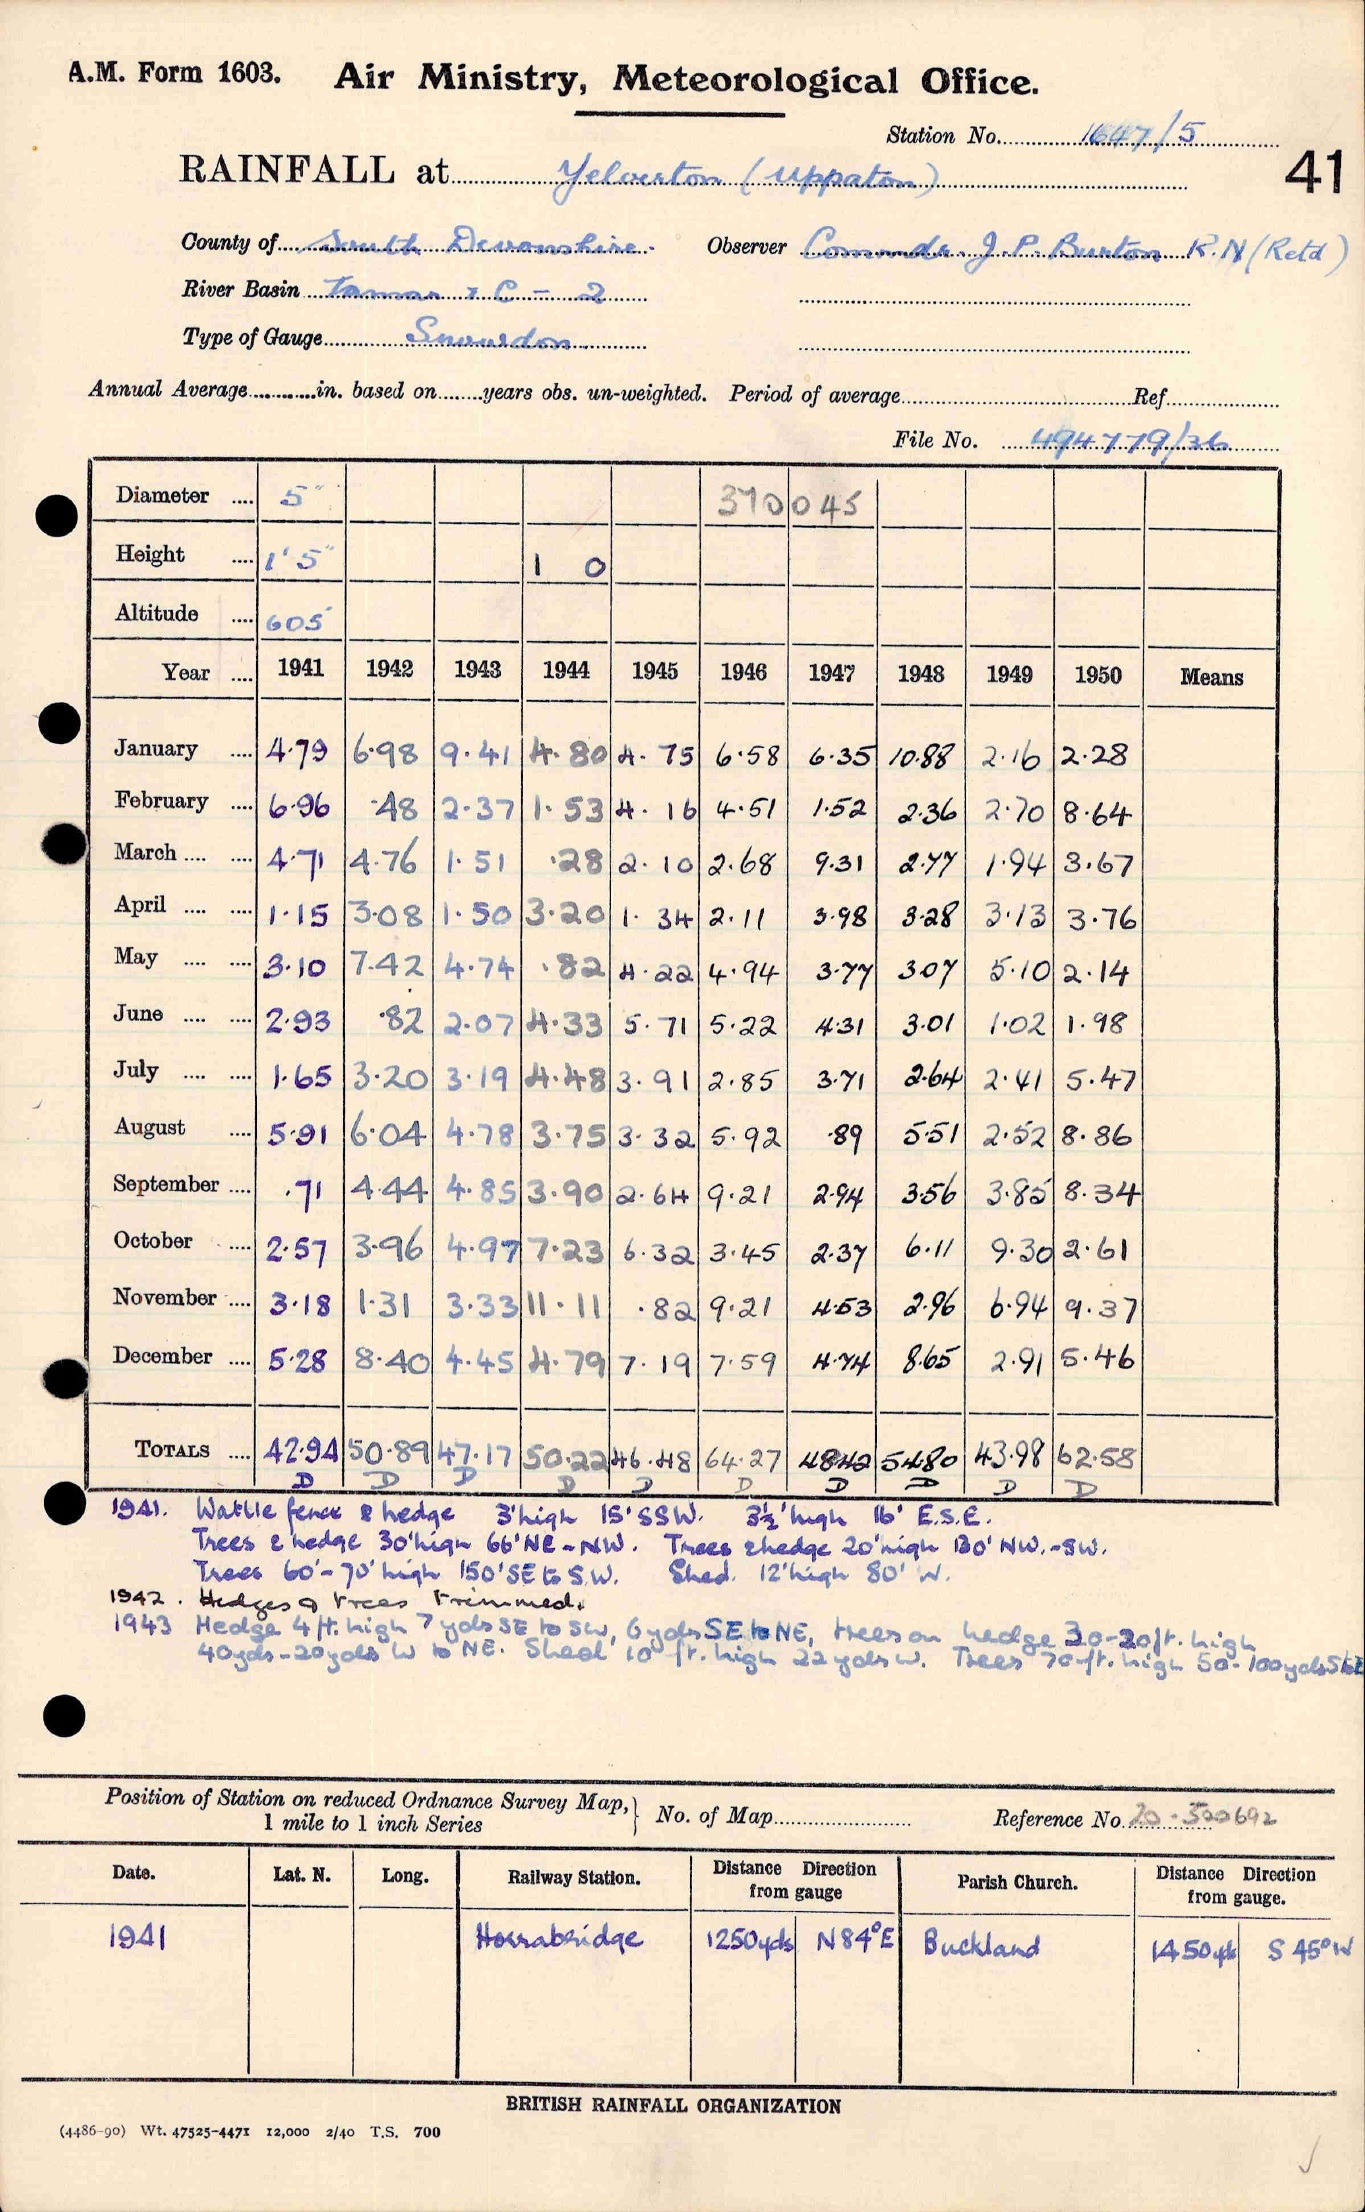 A.M. Form 1603. Air Ministry, Meteorological Office.
Station No. 1647/5
41
RAINFALL at Yelverton (Uppaton)
County of South Devonshire. Observer Commdr. J.P. Burton R.N (Retd)
River Basin Tamar & C - 2
Type of Gauge Snowdon
Annual Average in. based on years obs. un-weighted. Period of average Ref
File No. 494779/36
Diameter 5" 370045
Height 1'5" 1 0
Altitude 605
Year 1941 1942 1943 1944 1945 1946 1947 1948 1949 1950 Means
January 4.79 6.98 9.41 4.80 4.75 6.58 6.35 10.88 2.16 2.28
February 6.96 .48 2.37 1.53 4.16 4.51 1.52 2.36 2.70 8.64
March 4.71 4.76 1.51 .28 2.10 2.68 9.31 2.77 1.94 3.67
April 1.15 3.08 1.50 3.20 1.34 2.11 3.98 3.28 3.13 3.76
May 3.10 7.42 4.74 .82 4.22 4.94 3.77 3.07 5.10 2.14
June 2.93 .82 2.07 4.33 5.71 5.22 4.31 3.01 1.02 1.98
July 1.65 3.20 3.19 4.48 3.91 2.85 3.71 2.64 2.41 5.47
August 5.91 6.04 4.78 3.75 3.32 5.92 .89 5.51 2.52 8.86
September .71 4.44 4.85 3.90 2.64 9.21 2.94 3.56 3.85 8.34
October 2.57 3.96 4.97 7.23 6.32 3.45 2.37 6.11 9.30 2.61
November 3.18 1.31 3.33 11.11 .82 9.21 4.53 2.96 6.94 9.37
December 5.28 8.40 4.45 4.79 7.19 7.59 4.74 8.65 2.91 5.46
TOTALS 42.94 50.89 47.17 50.22 46.48 64.27 48.42 54.80 43.98 62.58
D D D D D D D D D D
1941. Wattle fence & hedge 3' high 15' SSW. 3½' high 16' E.S.E.
Trees & hedge 30' high 66' NE-NW. Trees & hedge 20' high 130' NW.-SW.
Trees 60'-70' high 150' SE to S.W. Shed. 12' high 80' W.
1942. Hedges & trees trimmed.
1943 Hedge 4 ft. high 7 yds SE to SW, 6 yds SE to NE, trees on hedge 30-20 ft. high
40 yds-20 yds W to NE. Shed 10 ft. high 22 yds W. Trees 70 ft. high 50-100 yds
Position of Station on reduced Ordnance Survey Map, 1 mile to 1 inch Series No. of Map Reference No. 20-500692
Date. Lat. N. Long. Railway Station. Distance Direction from gauge Parish Church. Distance Direction from gauge.
1941 Horrabridge 1250yds N84°E Buckland 1450yds S 45°W
BRITISH RAINFALL ORGANIZATION
(4486-90) Wt. 47525-4471 12,000 2/40 T.S. 700